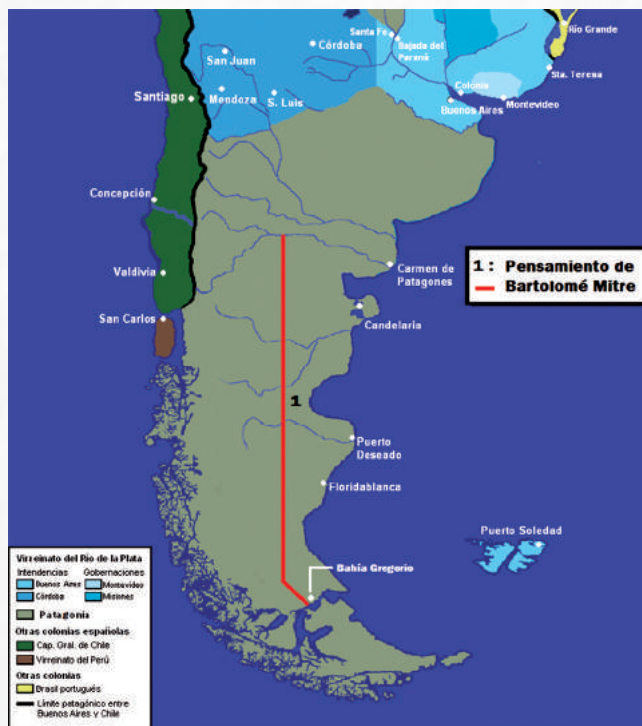 Santa Fe
Bajada del
Paraná
Río Grande
San Juan
Córdoba
Sta. Teresa
Santiago
Mendoza
S. Luis
Colonia
Buenos Aires
Montevideo
Concepción
Valdivia
San Carlos
Carmen de
Patagones
Candelaria
1 : Pensamiento de
Bartolomé Mitre
1
Puerto
Deseado
Floridablanca
Puerto Soledad
Bahía Gregorio
Virreinato del Río de la Plata
Intendencias Gobernaciones
Buenos Aires Montevideo
Córdoba Misiones
Patagonia
Otras colonias españolas
Cap. Gral. de Chile
Virreinato del Perú
Otras colonias
Brasil portugués
Límite patagónico entre
Buenos Aires y Chile